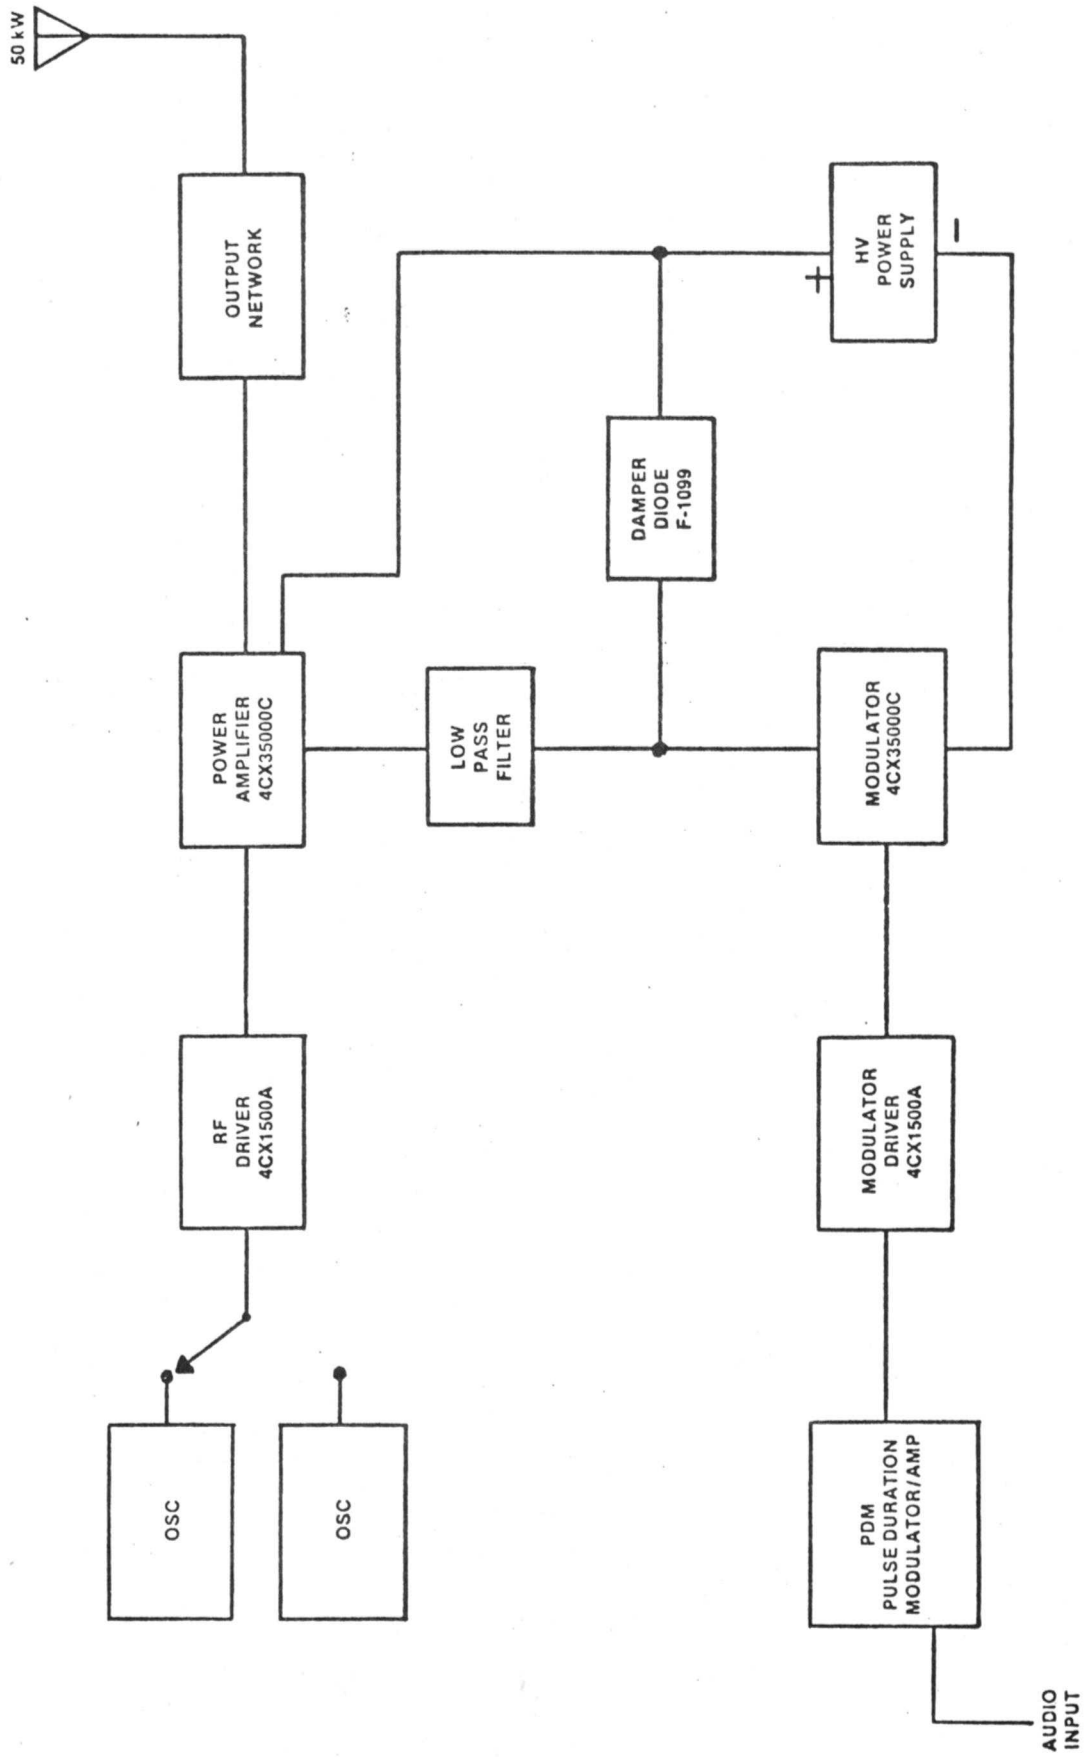 OSC
OSC
RF
DRIVER
4CX1500A
POWER
AMPLIFIER
4CX35000C
OUTPUT
NETWORK
50 kW
LOW
PASS
FILTER
DAMPER
DIODE
F-1099
+
HV
POWER
SUPPLY
−
AUDIO
INPUT
PDM
PULSE DURATION
MODULATOR/AMP
MODULATOR
DRIVER
4CX1500A
MODULATOR
4CX35000C